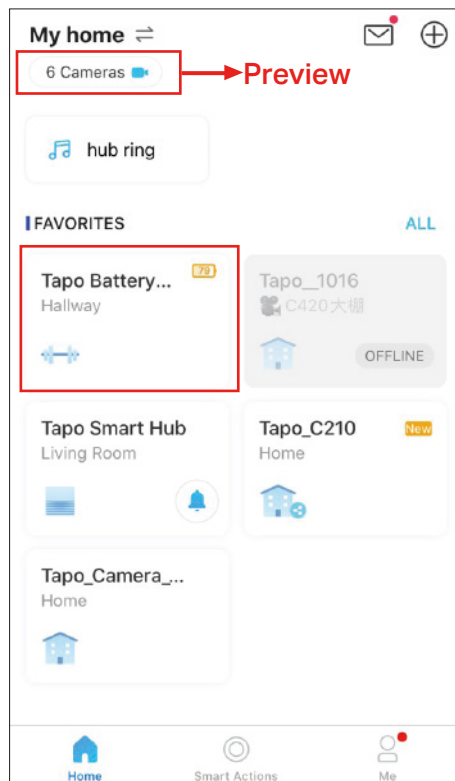 My home
6 Cameras
Preview
hub ring
FAVORITES
ALL
Tapo Battery...
79
Hallway
Tapo__1016
C420大棚
OFFLINE
Tapo Smart Hub
Living Room
Tapo_C210
New
Home
Tapo_Camera_...
Home
Home
Smart Actions
Me